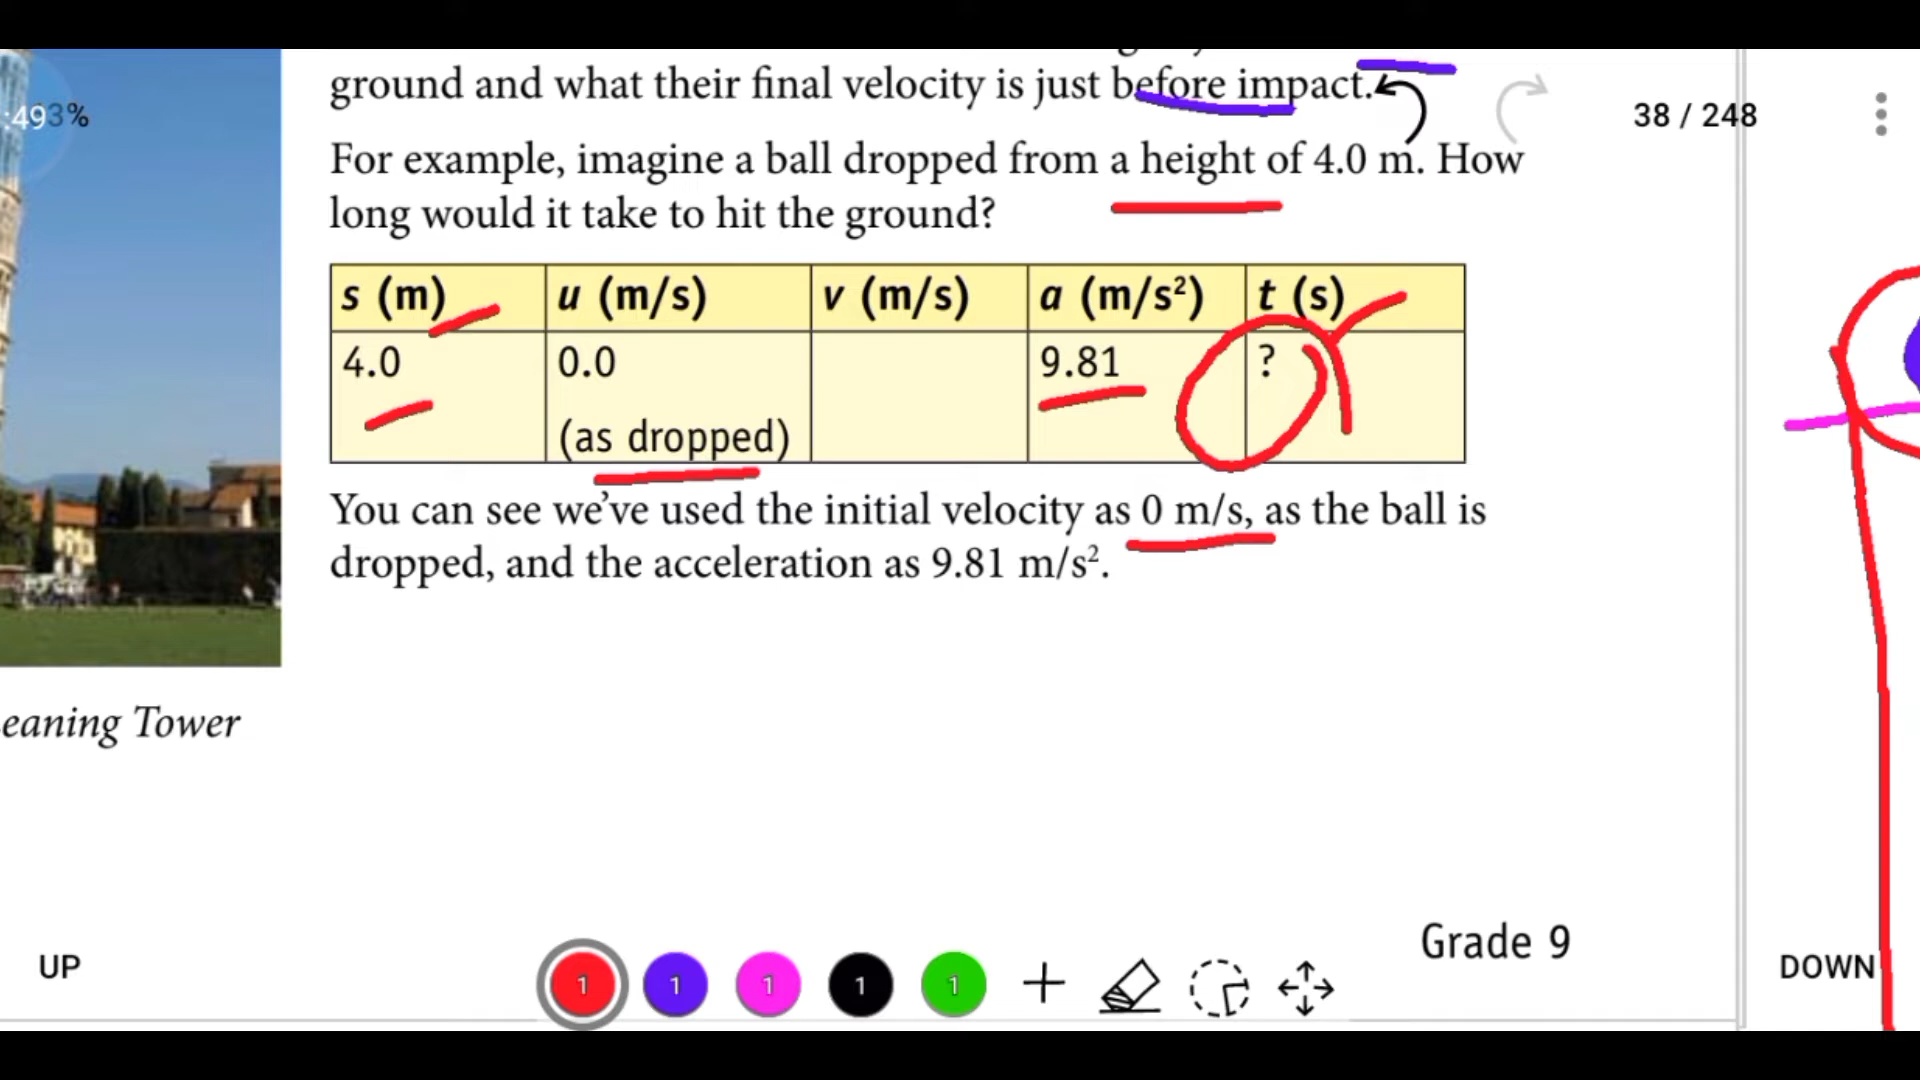 ground and what their final velocity is just before impact.
:493%
38 / 248
For example, imagine a ball dropped from a height of 4.0 m. How
long would it take to hit the ground?
s (m) u (m/s) v (m/s) a (m/s²) t (s)
4.0 0.0 9.81 ?
(as dropped)
You can see we’ve used the initial velocity as 0 m/s, as the ball is
dropped, and the acceleration as 9.81 m/s².
eaning Tower
Grade 9
UP
DOWN
1 1 1 1 1